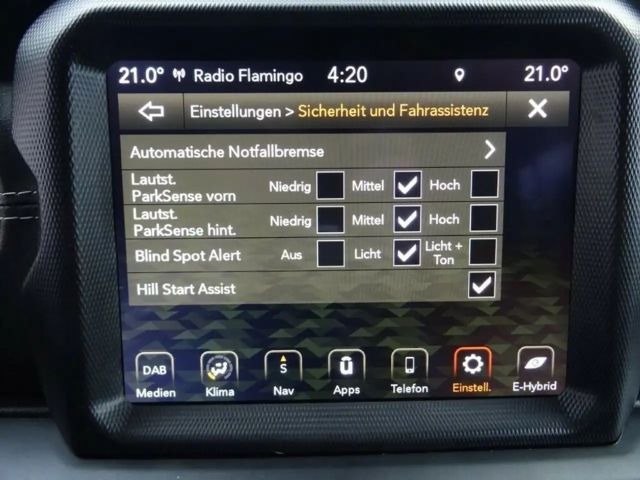 21.0° Radio Flamingo 4:20 21.0°
Einstellungen > Sicherheit und Fahrassistenz
Automatische Notfallbremse
Lautst. ParkSense vorn Niedrig Mittel Hoch
Lautst. ParkSense hint. Niedrig Mittel Hoch
Blind Spot Alert Aus Licht Licht + Ton
Hill Start Assist
DAB S Ü
Medien Klima Nav Apps Telefon Einstell. E-Hybrid